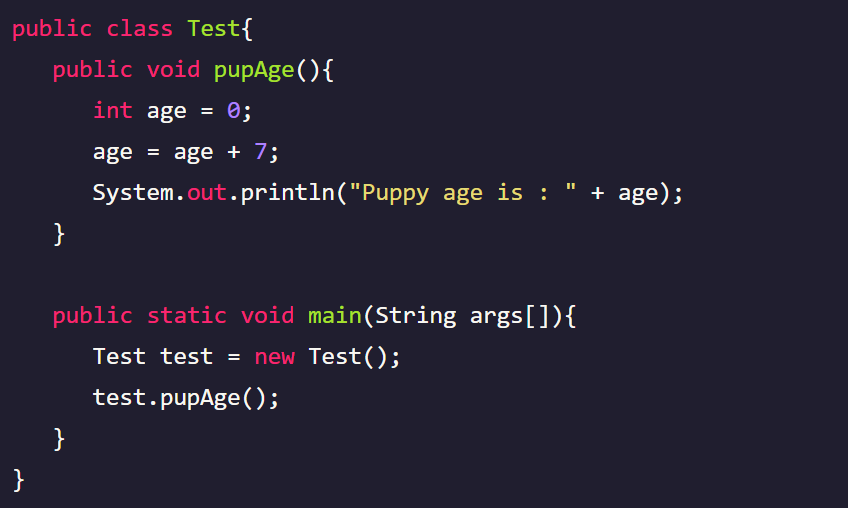 public class Test{
   public void pupAge(){
      int age = 0;
      age = age + 7;
      System.out.println("Puppy age is : " + age);
   }

   public static void main(String args[]){
      Test test = new Test();
      test.pupAge();
   }
}